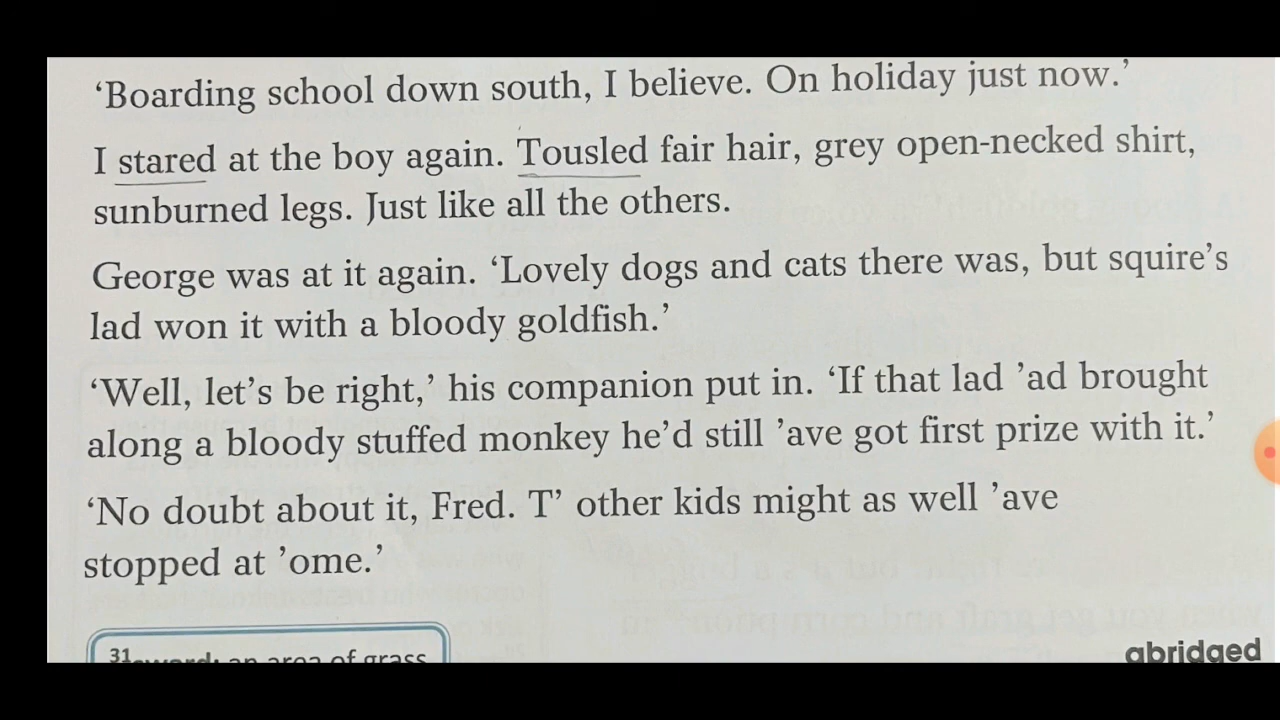 ‘Boarding school down south, I believe. On holiday just now.’
I stared at the boy again. Tousled fair hair, grey open-necked shirt,
sunburned legs. Just like all the others.
George was at it again. ‘Lovely dogs and cats there was, but squire’s
lad won it with a bloody goldfish.’
‘Well, let’s be right,’ his companion put in. ‘If that lad ’ad brought
along a bloody stuffed monkey he’d still ’ave got first prize with it.’
‘No doubt about it, Fred. T’ other kids might as well ’ave
stopped at ’ome.’
31 sward: an area of grass
abridged